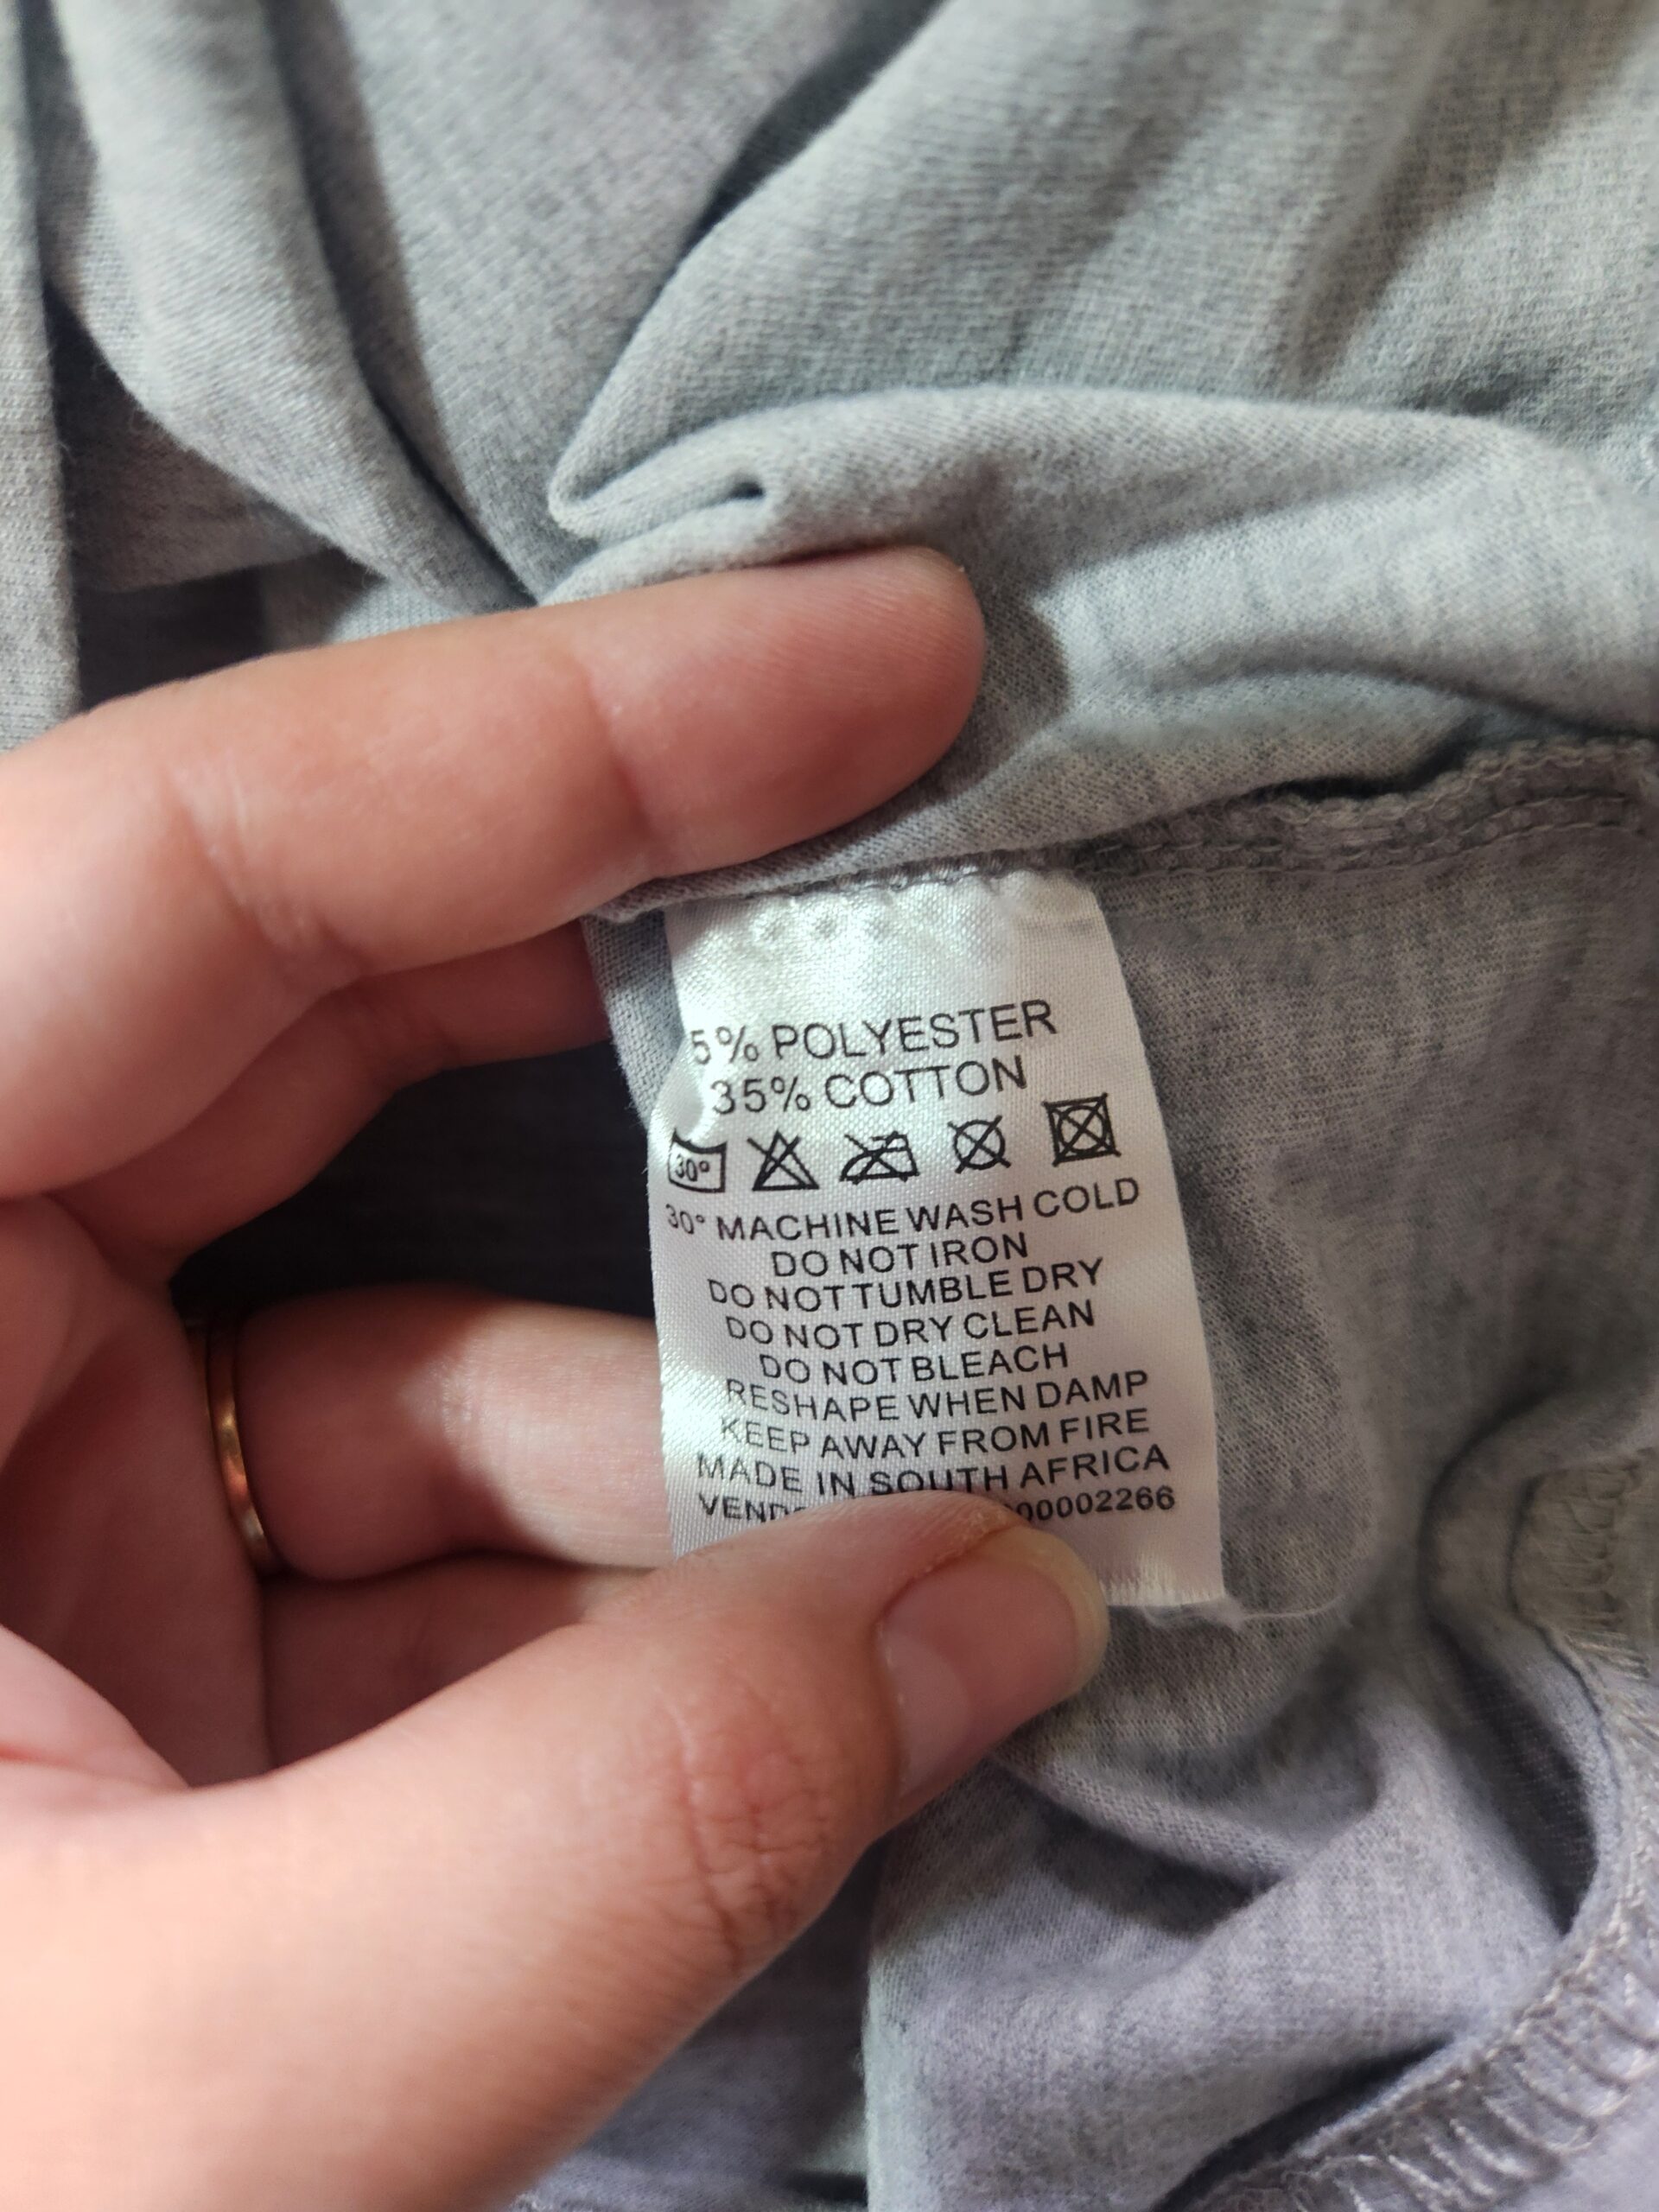 5% POLYESTER
35% COTTON
30°
30° MACHINE WASH COLD
DO NOT IRON
DO NOT TUMBLE DRY
DO NOT DRY CLEAN
DO NOT BLEACH
RESHAPE WHEN DAMP
KEEP AWAY FROM FIRE
MADE IN SOUTH AFRICA
00002266